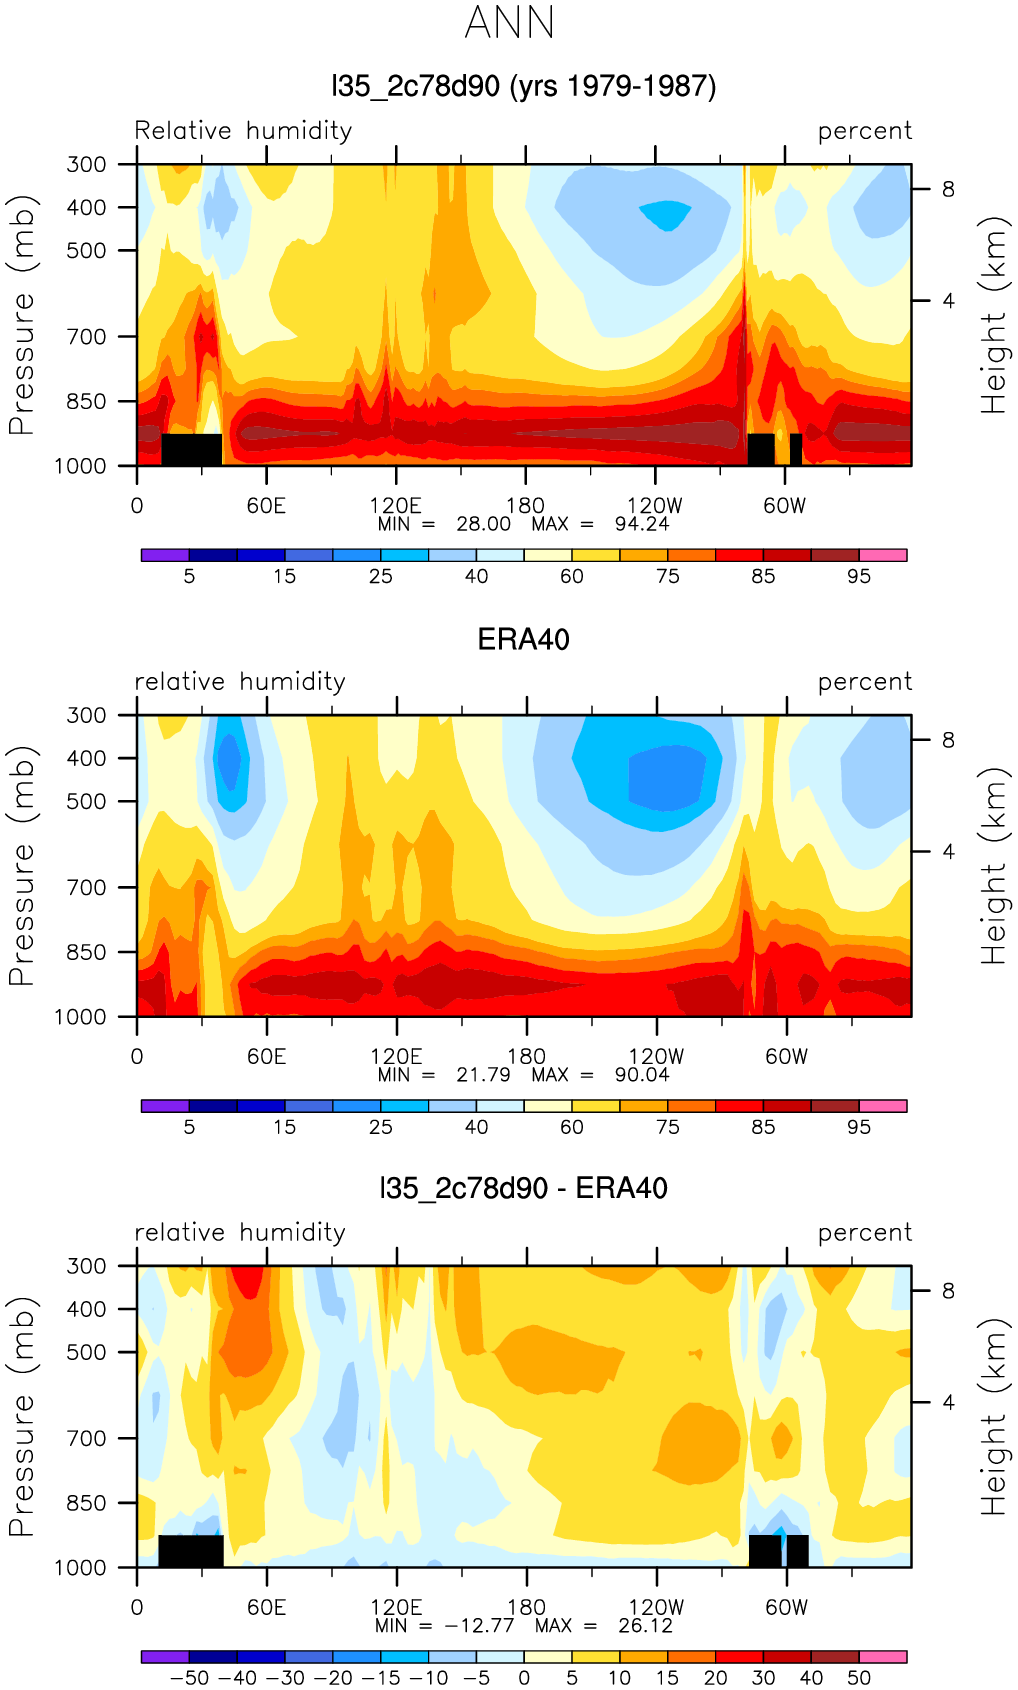 ANN
l35_2c78d90 (yrs 1979-1987)
Relative humidity percent
300
400
500
700
850
1000
Pressure (mb)
8
4
Height (km)
0 60E 120E 180 120W 60W
MIN = 28.00 MAX = 94.24
5 15 25 40 60 75 85 95
ERA40
relative humidity percent
300
400
500
700
850
1000
Pressure (mb)
8
4
Height (km)
0 60E 120E 180 120W 60W
MIN = 21.79 MAX = 90.04
5 15 25 40 60 75 85 95
l35_2c78d90 - ERA40
relative humidity percent
300
400
500
700
850
1000
Pressure (mb)
8
4
Height (km)
0 60E 120E 180 120W 60W
MIN = -12.77 MAX = 26.12
-50 -40 -30 -20 -15 -10 -5 0 5 10 15 20 30 40 50